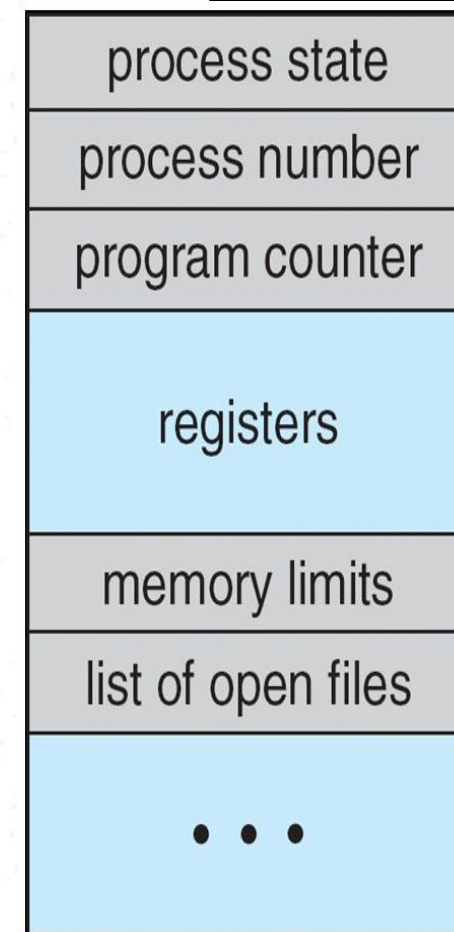 process state
process number
program counter
registers
memory limits
list of open files
• • •